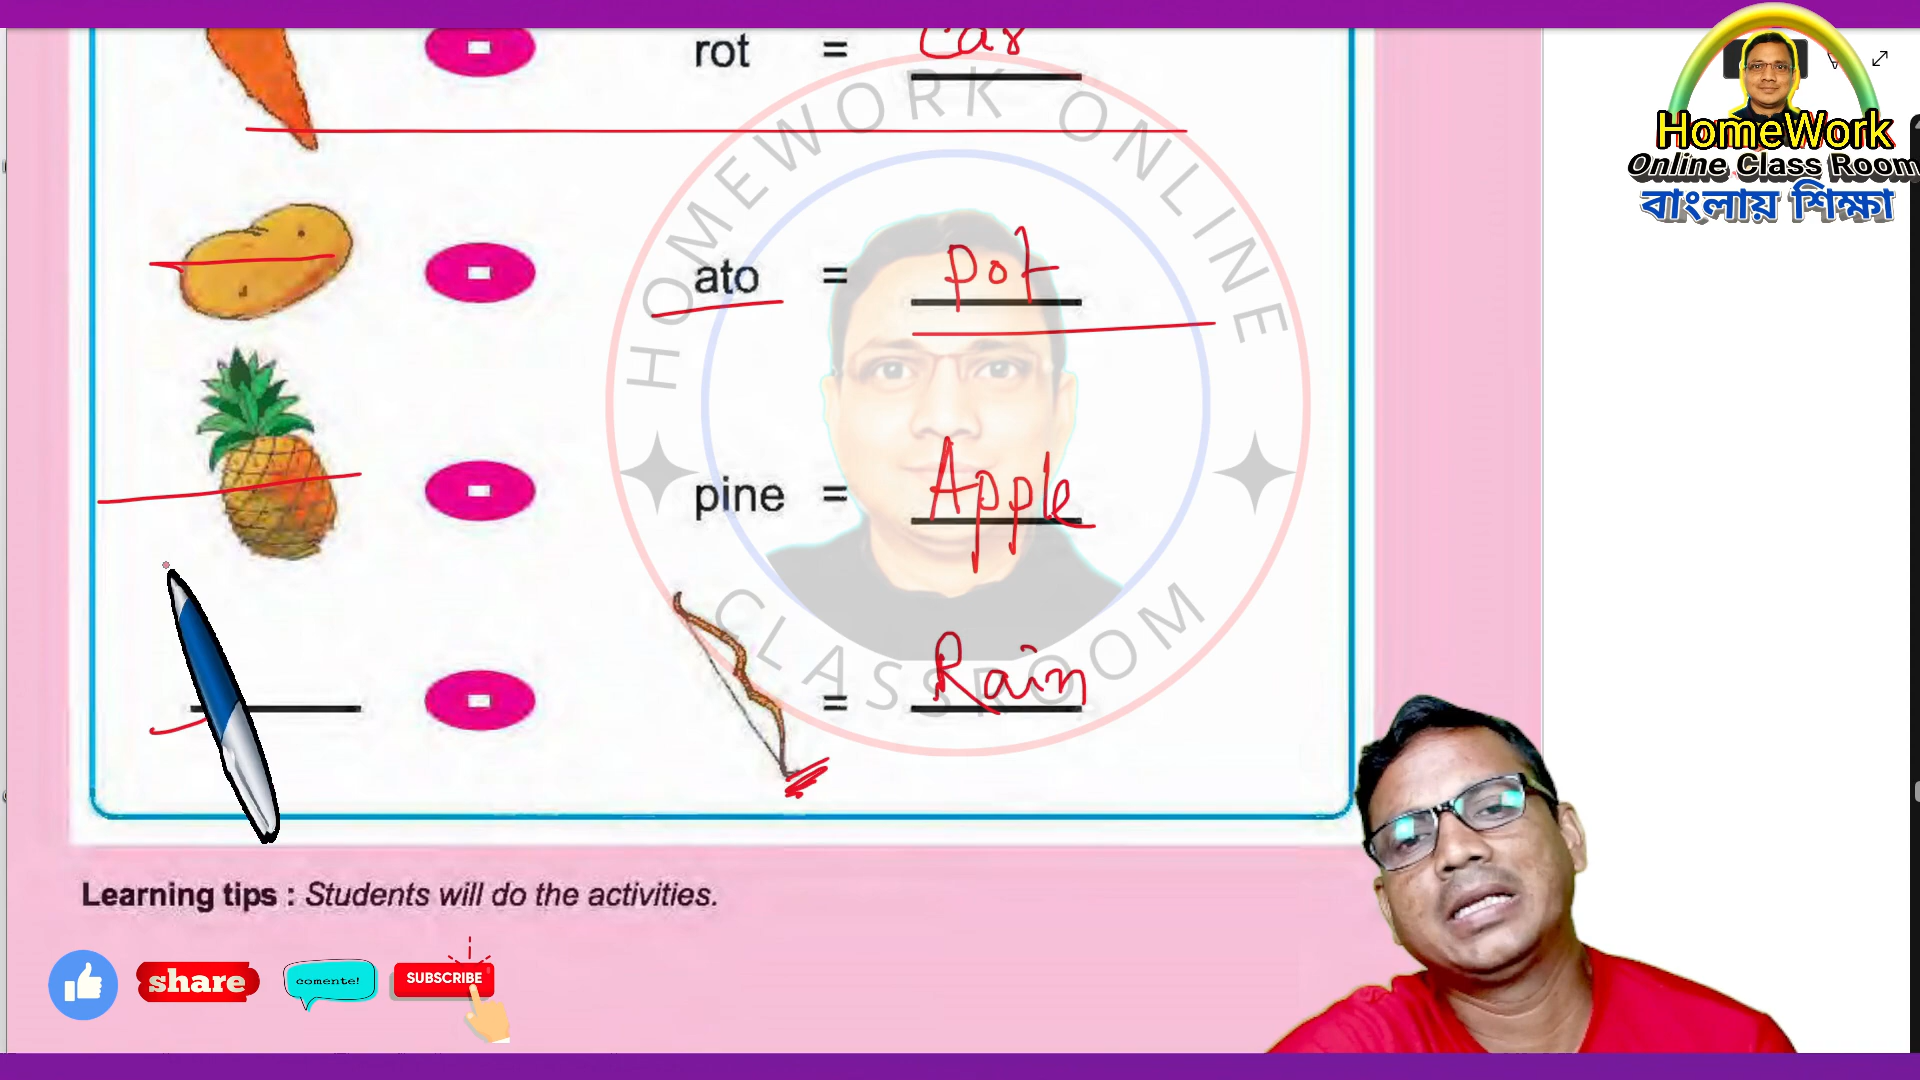 rot = Car
HomeWork
Online Class Room
বাংলায় শিক্ষা
HOMEWORK ONLINE
CLASSROOM
ato = pot
pine = Apple
= Rain
Learning tips : Students will do the activities.
share
comente!
SUBSCRIBE